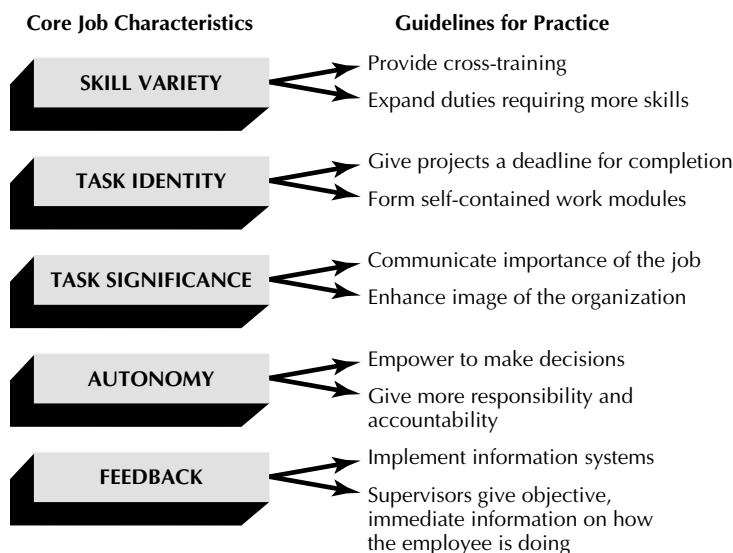 Core Job Characteristics
Guidelines for Practice
SKILL VARIETY
Provide cross-training
Expand duties requiring more skills
TASK IDENTITY
Give projects a deadline for completion
Form self-contained work modules
TASK SIGNIFICANCE
Communicate importance of the job
Enhance image of the organization
AUTONOMY
Empower to make decisions
Give more responsibility and
accountability
FEEDBACK
Implement information systems
Supervisors give objective,
immediate information on how
the employee is doing